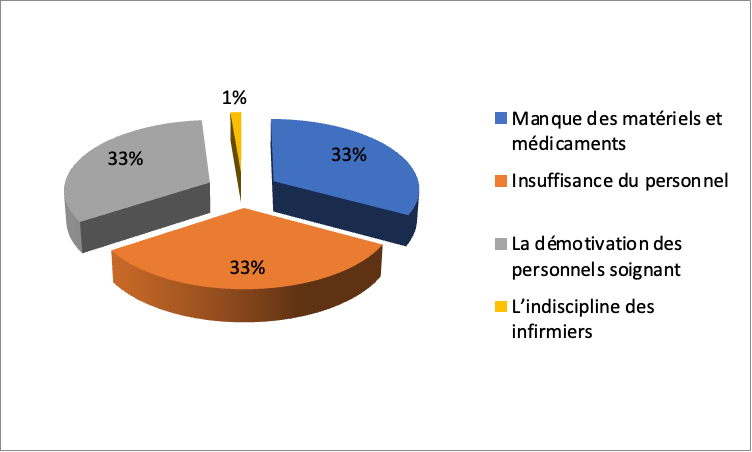 1%
33%
33%
33%
Manque des matériels et
médicaments
Insuffisance du personnel
La démotivation des
personnels soignant
L’indiscipline des
infirmiers